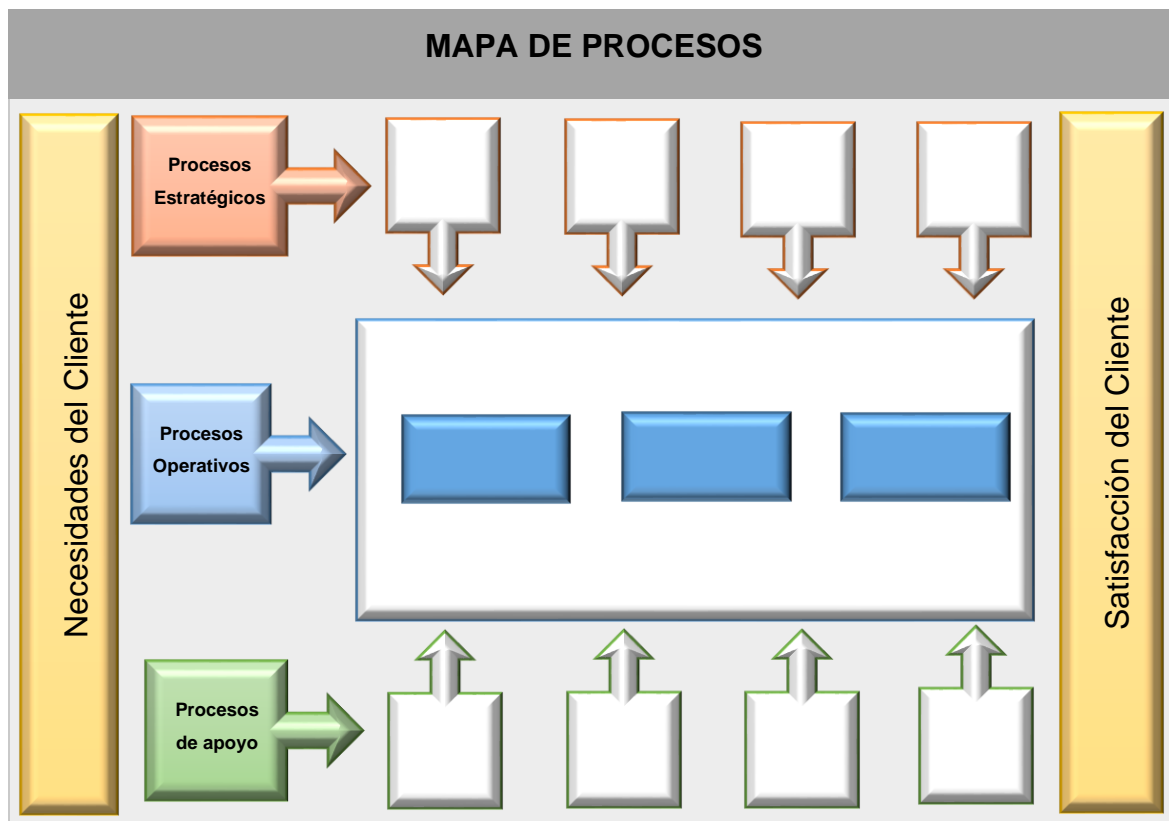 MAPA DE PROCESOS
Necesidades del Cliente
Procesos
Estratégicos
Procesos
Operativos
Procesos
de apoyo
Satisfacción del Cliente